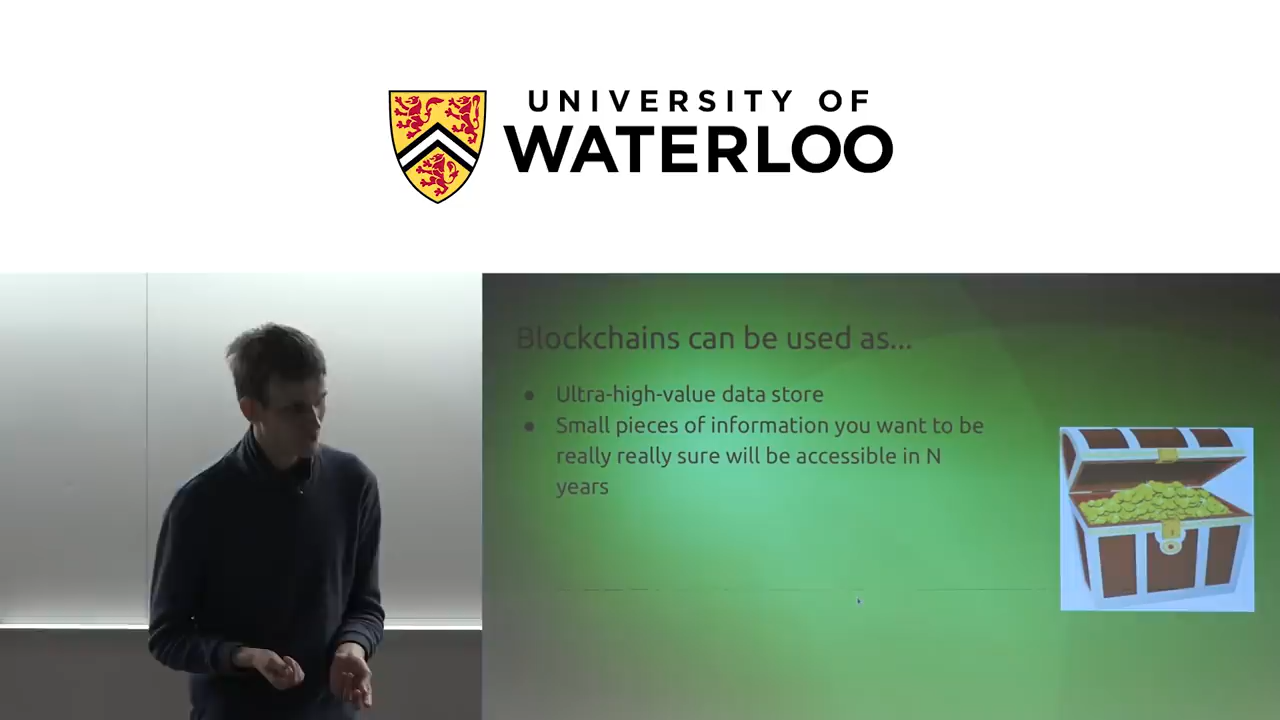 UNIVERSITY OF
WATERLOO
Blockchains can be used as...
● Ultra-high-value data store
● Small pieces of information you want to be
really really sure will be accessible in N
years